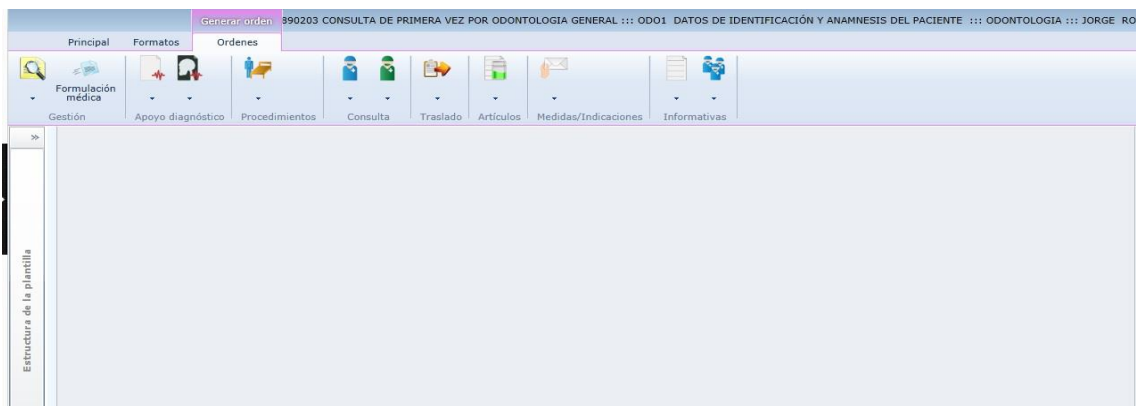 Generar orden 890203 CONSULTA DE PRIMERA VEZ POR ODONTOLOGIA GENERAL ::: ODO1 DATOS DE IDENTIFICACIÓN Y ANAMNESIS DEL PACIENTE ::: ODONTOLOGIA ::: JORGE RO
Principal Formatos Ordenes
Formulación
médica
Gestión Apoyo diagnóstico Procedimientos Consulta Traslado Artículos Medidas/Indicaciones Informativas
Estructura de la plantilla